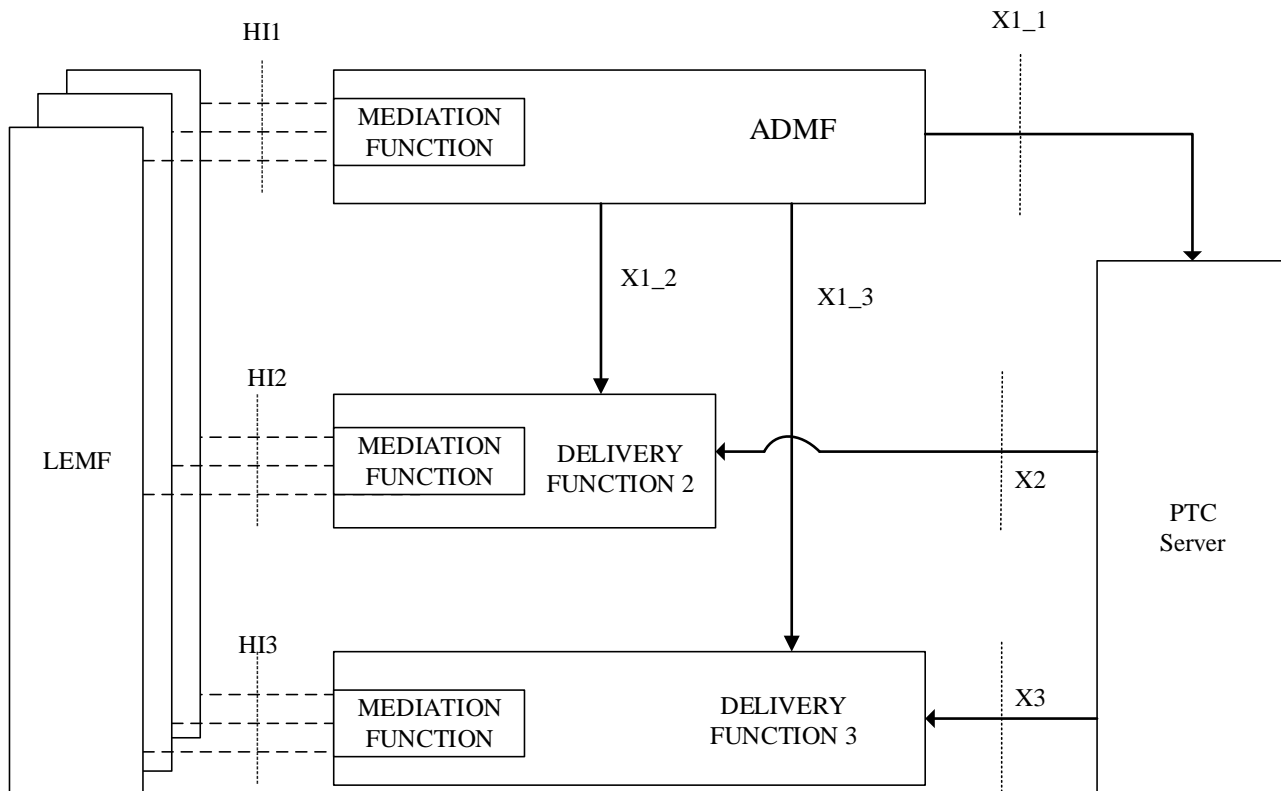 HI1
X1_1
MEDIATION
FUNCTION
ADMF
X1_2
X1_3
HI2
LEMF
MEDIATION
FUNCTION
DELIVERY
FUNCTION 2
X2
PTC
Server
HI3
MEDIATION
FUNCTION
DELIVERY
FUNCTION 3
X3